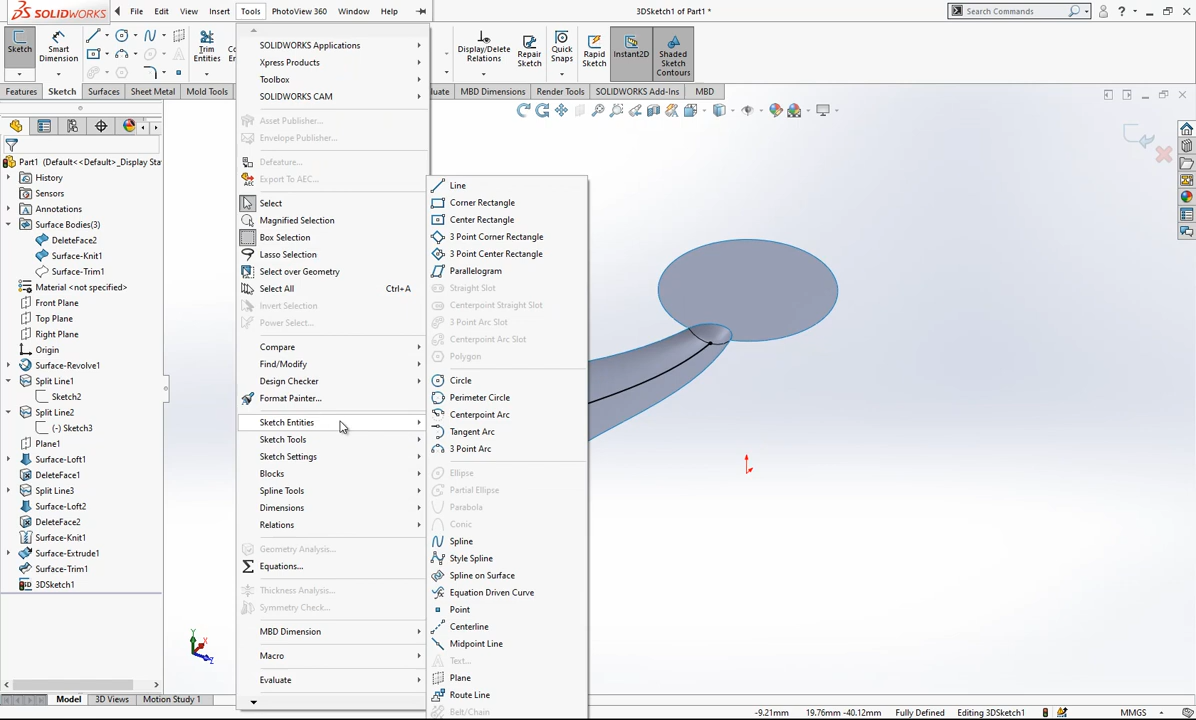 SOLIDWORKS File Edit View Insert Tools PhotoView 360 Window Help 3DSketch1 of Part1 * Search Commands ?
Sketch Smart Dimension Trim Entities Display/Delete Relations Repair Sketch Quick Snaps Rapid Sketch Instant2D Shaded Sketch Contours
Features Sketch Surfaces Sheet Metal Mold Tools uate MBD Dimensions Render Tools SOLIDWORKS Add-Ins MBD
Part1 (Default<<Default>_Display Sta
History
Sensors
Annotations
Surface Bodies(3)
DeleteFace2
Surface-Knit1
Surface-Trim1
Material <not specified>
Front Plane
Top Plane
Right Plane
Origin
Surface-Revolve1
Split Line1
Sketch2
Split Line2
(-) Sketch3
Plane1
Surface-Loft1
DeleteFace1
Split Line3
Surface-Loft2
DeleteFace2
Surface-Knit1
Surface-Extrude1
Surface-Trim1
3D 3DSketch1
SOLIDWORKS Applications
Xpress Products
Toolbox
SOLIDWORKS CAM
Asset Publisher...
Envelope Publisher...
Defeature...
Export To AEC...
Select
Magnified Selection
Box Selection
Lasso Selection
Select over Geometry
Select All Ctrl+A
Invert Selection
Power Select...
Compare
Find/Modify
Design Checker
Format Painter...
Sketch Entities
Sketch Tools
Sketch Settings
Blocks
Spline Tools
Dimensions
Relations
Geometry Analysis...
Equations...
Thickness Analysis...
Symmetry Check...
MBD Dimension
Macro
Evaluate
Line
Corner Rectangle
Center Rectangle
3 Point Corner Rectangle
3 Point Center Rectangle
Parallelogram
Straight Slot
Centerpoint Straight Slot
3 Point Arc Slot
Centerpoint Arc Slot
Polygon
Circle
Perimeter Circle
Centerpoint Arc
Tangent Arc
3 Point Arc
Ellipse
Partial Ellipse
Parabola
Conic
Spline
Style Spline
Spline on Surface
Equation Driven Curve
Point
Centerline
Midpoint Line
Text...
Plane
Route Line
Belt/Chain
Y X Z
Model 3D Views Motion Study 1
-9.21mm 19.76mm -40.12mm Fully Defined Editing 3DSketch1 MMGS